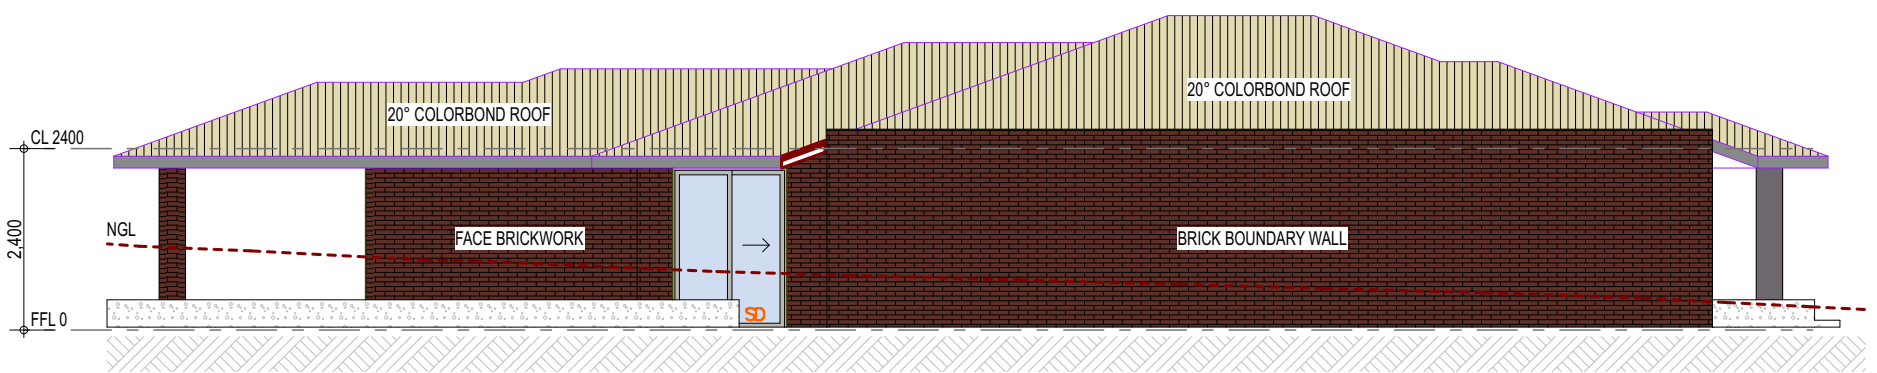 20° COLORBOND ROOF
20° COLORBOND ROOF
CL 2400
2,400
NGL
FACE BRICKWORK
BRICK BOUNDARY WALL
SD
FFL 0